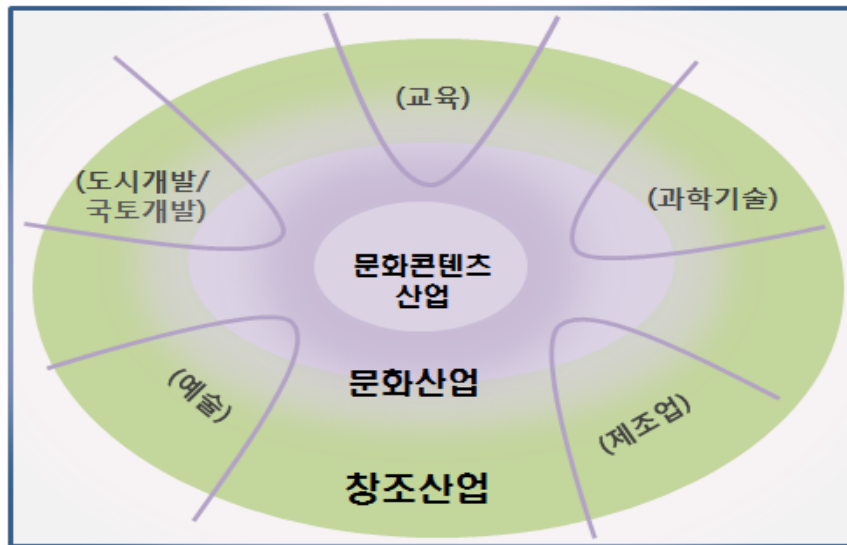 (교육)
(도시개발/
국토개발)
(과학기술)
문화콘텐츠
산업
문화산업
(예술)
(제조업)
창조산업